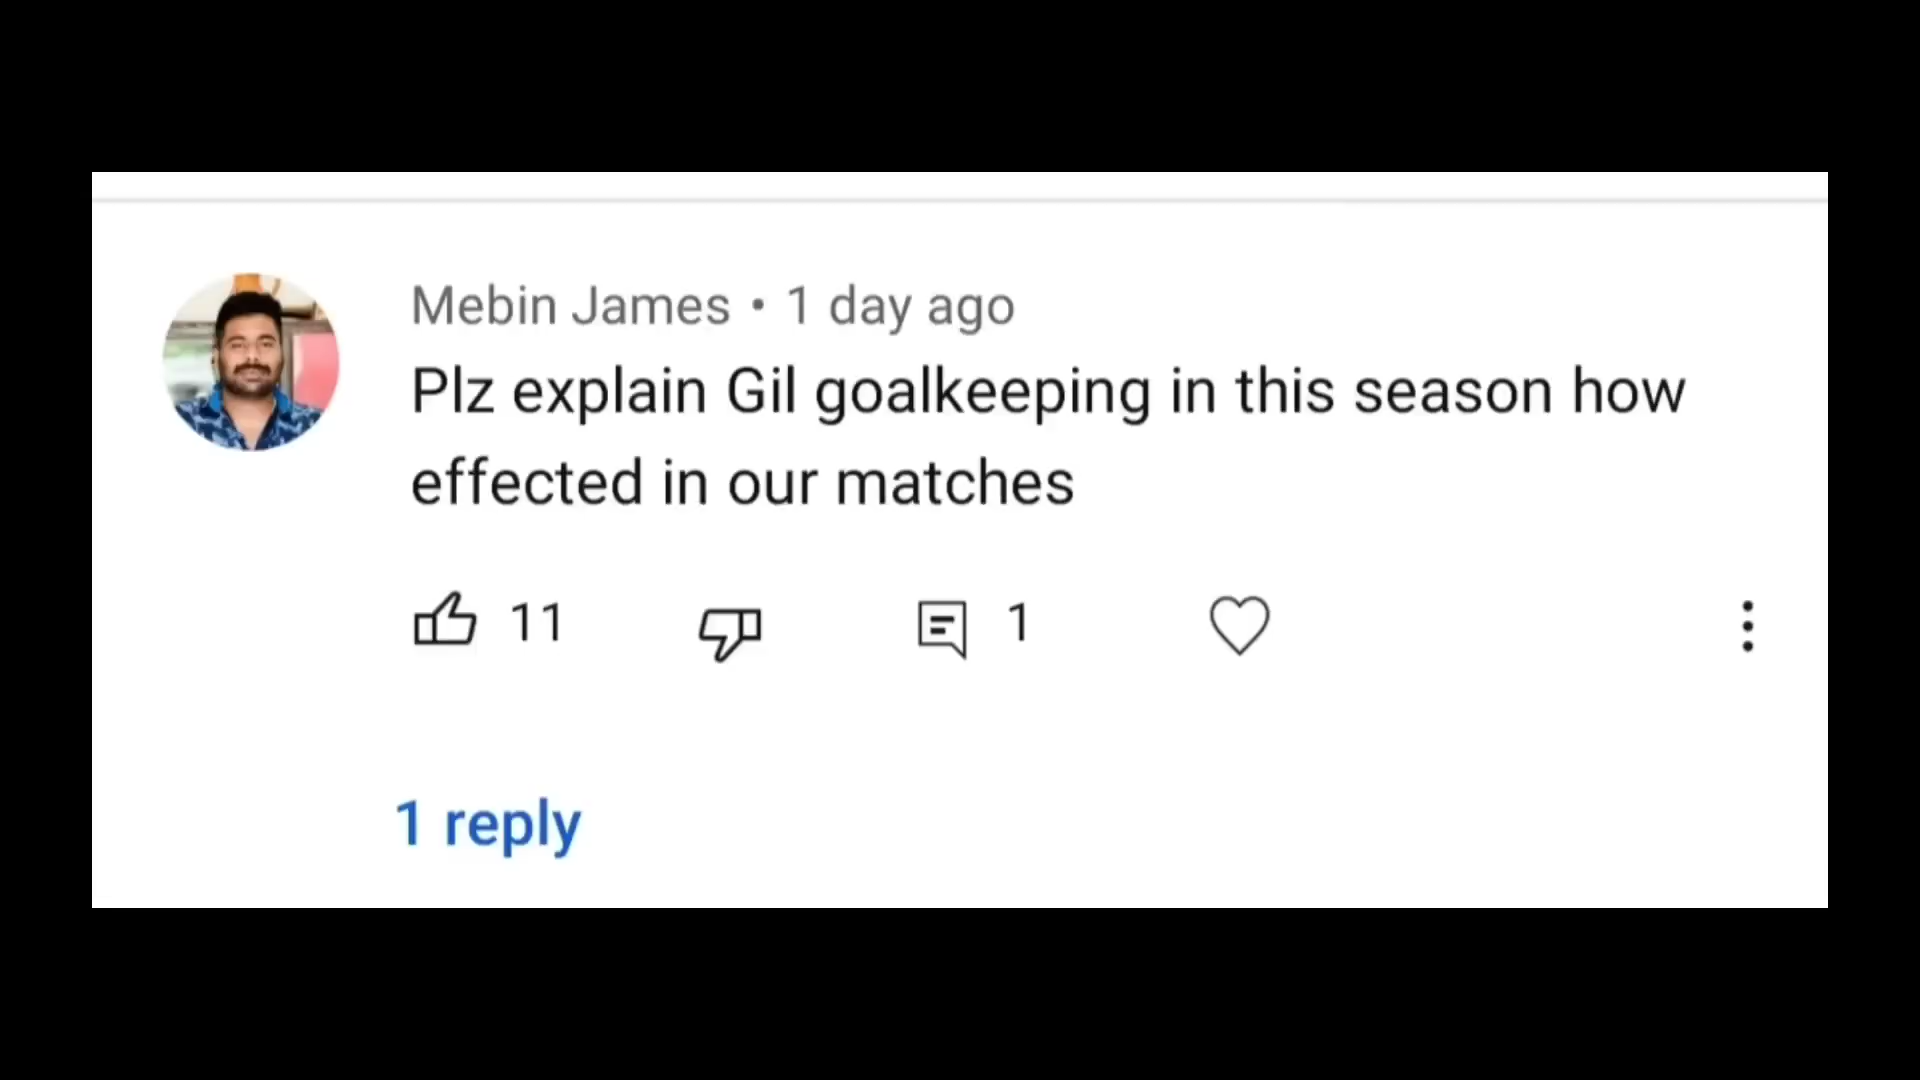 Mebin James • 1 day ago
Plz explain Gil goalkeeping in this season how
effected in our matches
11
1
1 reply